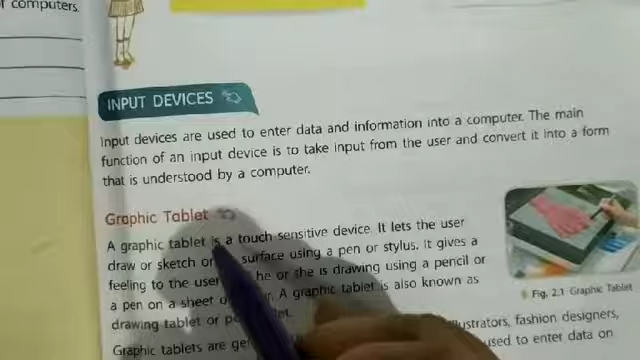 computers.
INPUT DEVICES
Input devices are used to enter data and information into a computer. The main
function of an input device is to take input from the user and convert it into a form
that is understood by a computer.
Graphic Tablet
A graphic tablet is a touch sensitive device. It lets the user
draw or sketch on surface using a pen or stylus. It gives a
feeling to the user he or she is drawing using a pencil or
a pen on a sheet A graphic tablet is also known as
drawing tablet or
Fig. 2.1 Graphic Tablet
Graphic tablets are fashion designers,
used to enter data on